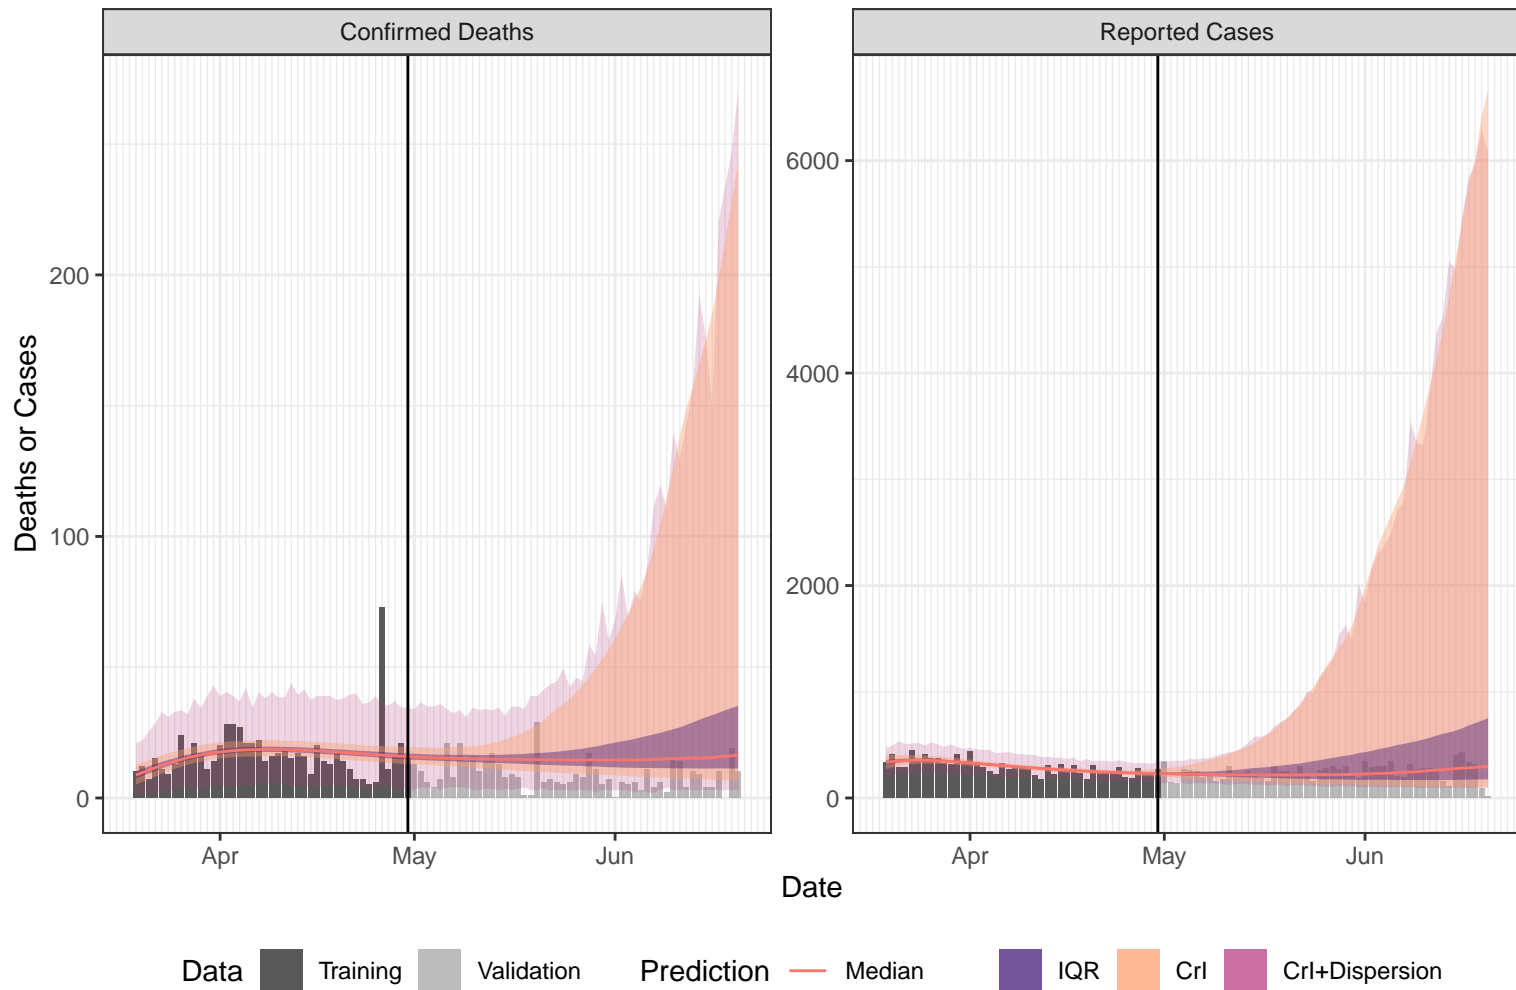 Confirmed Deaths
Reported Cases
Deaths or Cases
200
100
0
6000
4000
2000
0
Apr
May
Jun
Apr
May
Jun
Date
Data
Training
Validation
Prediction
Median
IQR
CrI
CrI+Dispersion